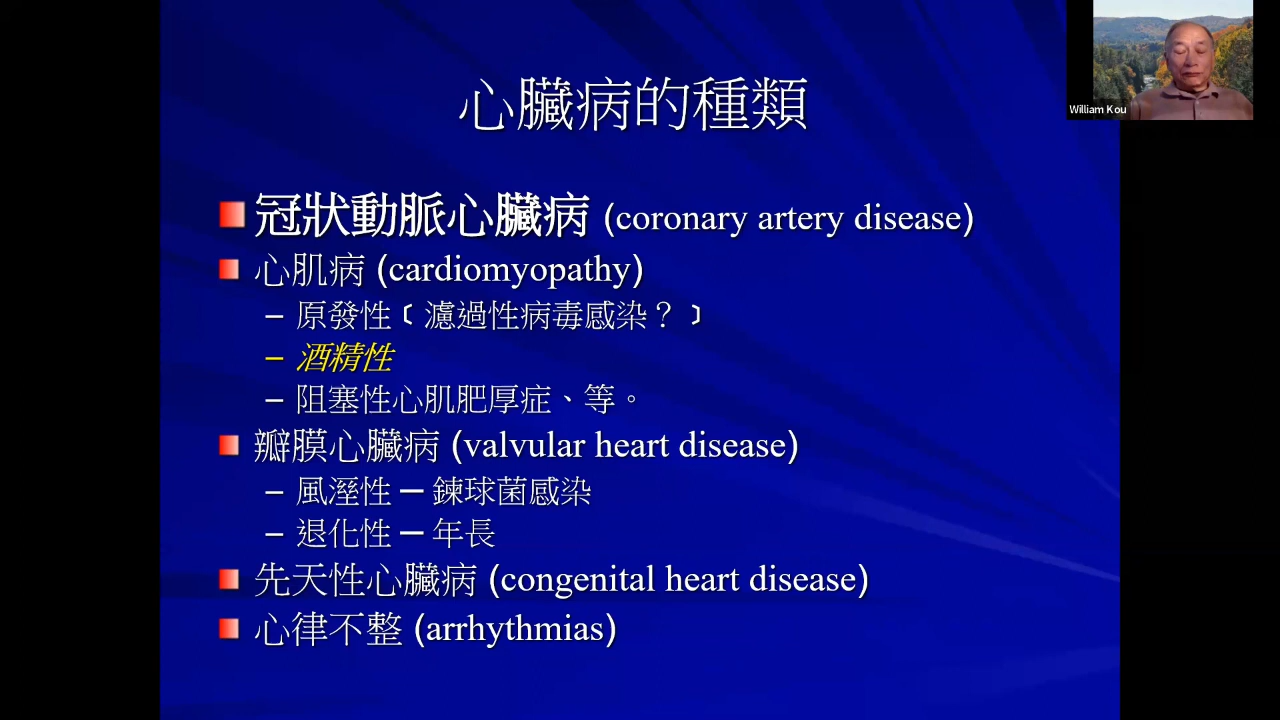 心臟病的種類
William Kou
冠狀動脈心臟病 (coronary artery disease)
心肌病 (cardiomyopathy)
– 原發性﹝濾過性病毒感染？﹞
– 酒精性
– 阻塞性心肌肥厚症、等。
瓣膜心臟病 (valvular heart disease)
– 風溼性 – 鍊球菌感染
– 退化性 – 年長
先天性心臟病 (congenital heart disease)
心律不整 (arrhythmias)